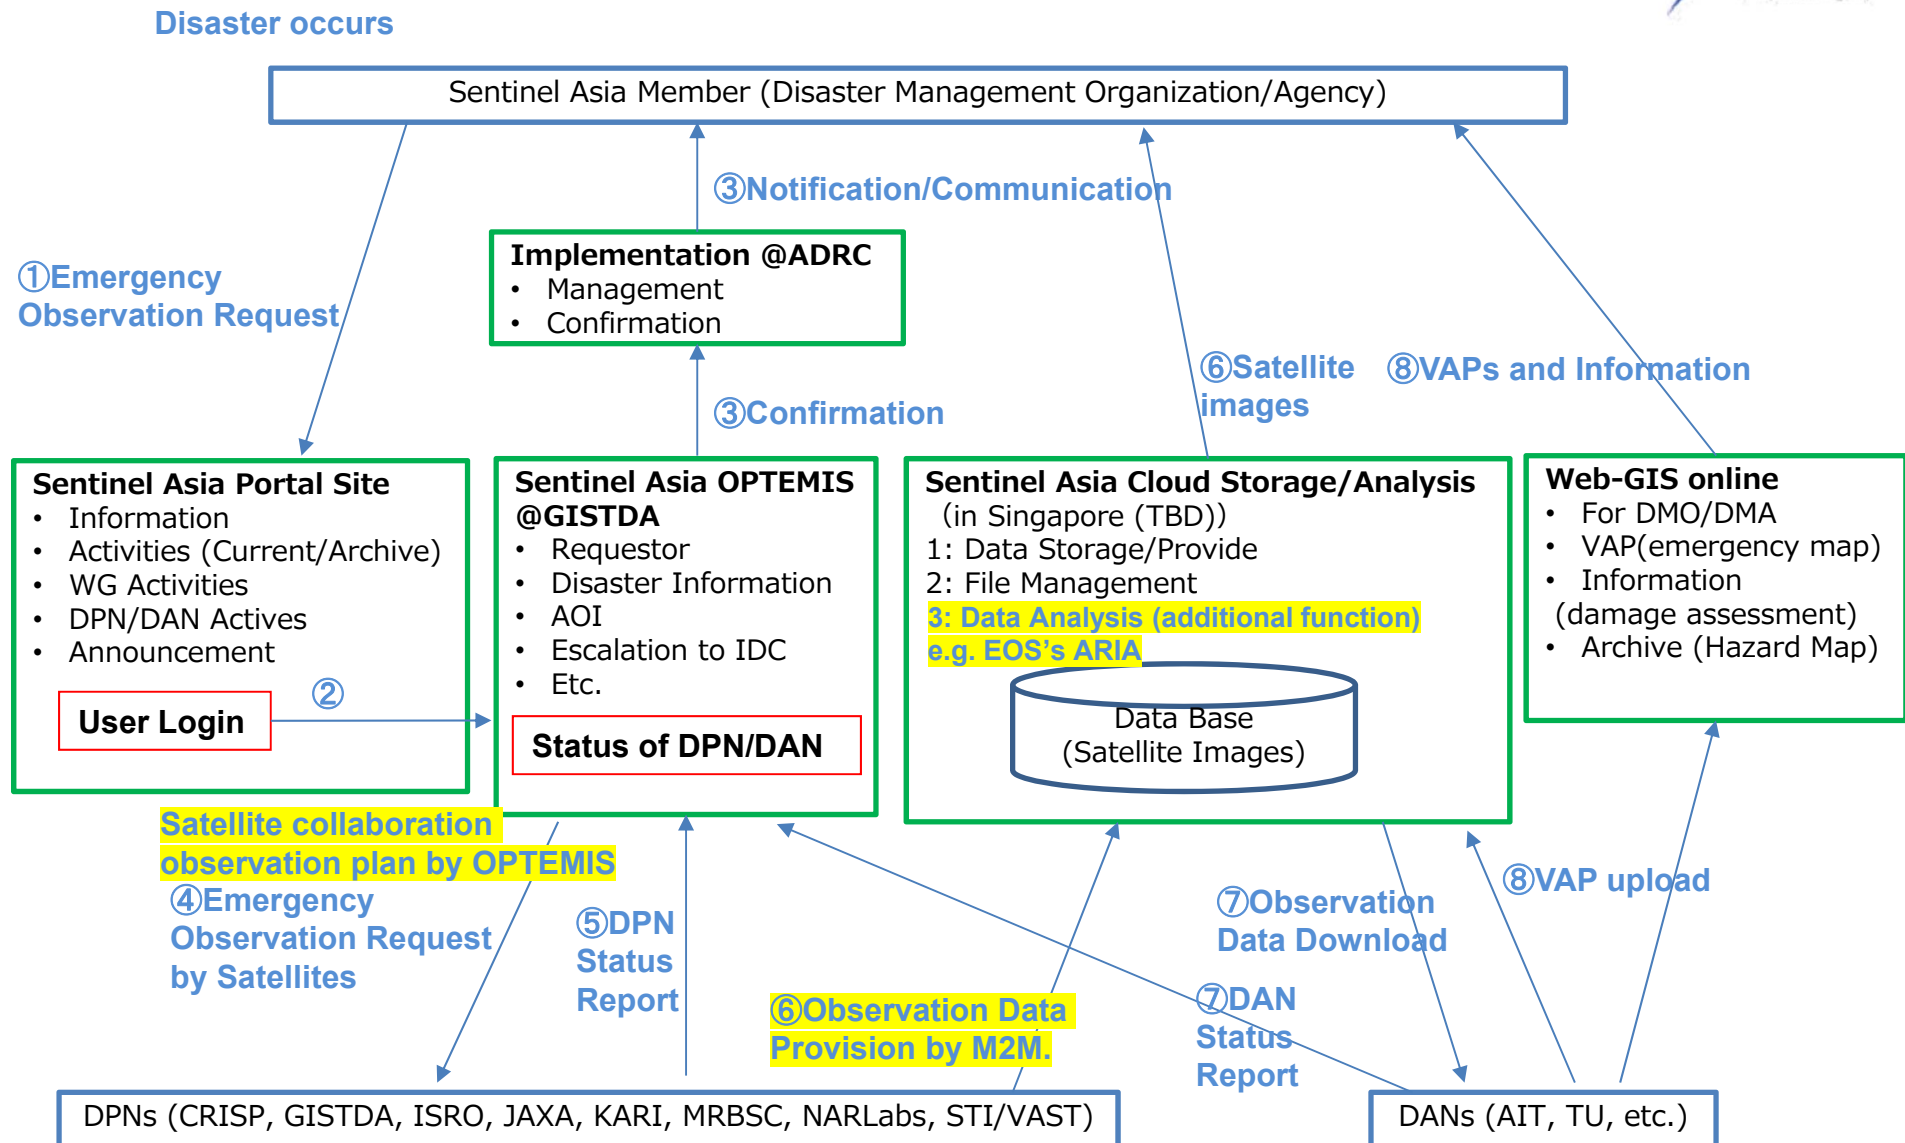 Disaster occurs
Sentinel Asia Member (Disaster Management Organization/Agency)
③Notification/Communication
①Emergency
Observation Request
Implementation @ADRC
• Management
• Confirmation
⑥Satellite
images
⑧VAPs and Information
③Confirmation
Sentinel Asia Portal Site
• Information
• Activities (Current/Archive)
• WG Activities
• DPN/DAN Actives
• Announcement
User Login
②
Sentinel Asia OPTEMIS
@GISTDA
• Requestor
• Disaster Information
• AOI
• Escalation to IDC
• Etc.
Status of DPN/DAN
Sentinel Asia Cloud Storage/Analysis
（in Singapore (TBD)）
1: Data Storage/Provide
2: File Management
3: Data Analysis (additional function)
e.g. EOS's ARIA
Data Base
(Satellite Images)
Web-GIS online
• For DMO/DMA
• VAP(emergency map)
• Information
(damage assessment)
• Archive (Hazard Map)
Satellite collaboration
observation plan by OPTEMIS
④Emergency
Observation Request
by Satellites
⑤DPN
Status
Report
⑥Observation Data
Provision by M2M.
⑦Observation
Data Download
⑦DAN
Status
Report
⑧VAP upload
DPNs (CRISP, GISTDA, ISRO, JAXA, KARI, MRBSC, NARLabs, STI/VAST)
DANs (AIT, TU, etc.)